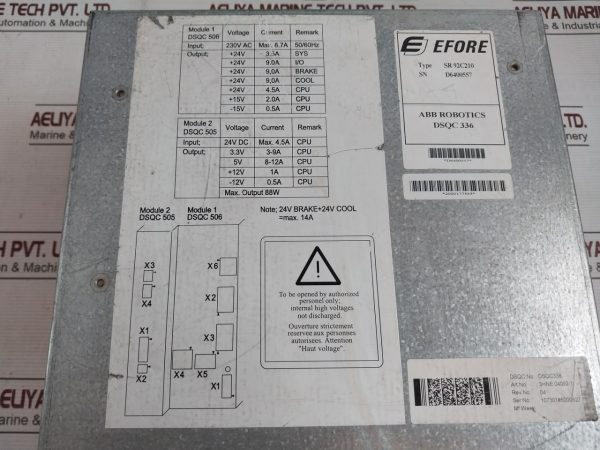 AELIYA MARINE TECH PVT. LTD.
Marine & Industrial Automation & Machinery
Module 1 DSQC 506 Voltage Current Remark
Input; 230V AC Max. 6.7A 50/60Hz
Output; +24V 3.5A SYS
+24V 9.0A I/O
+24V 9,0A BRAKE
+24V 9,0A COOL
+24V 4.5A CPU
+15V 2.0A CPU
-15V 0.5A CPU
Module 2 DSQC 505 Voltage Current Remark
Input; 24V DC Max. 4.5A CPU
Output; 3.3V 3-9A CPU
5V 8-12A CPU
+12V 1A CPU
-12V 0.5A CPU
Max. Output 88W
Module 2 Module 1
DSQC 505 DSQC 506
Note; 24V BRAKE+24V COOL
=max. 14A
X3
X4
X1
X2
X6
X2
X3
X4 X5
X1
To be opened by authorized
personel only;
internal high voltages
not discharged.
Ouverture strictement
reservee aux personses
autorisees. Attention
"Haut voltage".
EFORE
Type SR 92C210
SN D6400557
ABB ROBOTICS
DSQC 336
DSQC No. DSQC336
Art.No.
Rev.No. 04
Ser No.